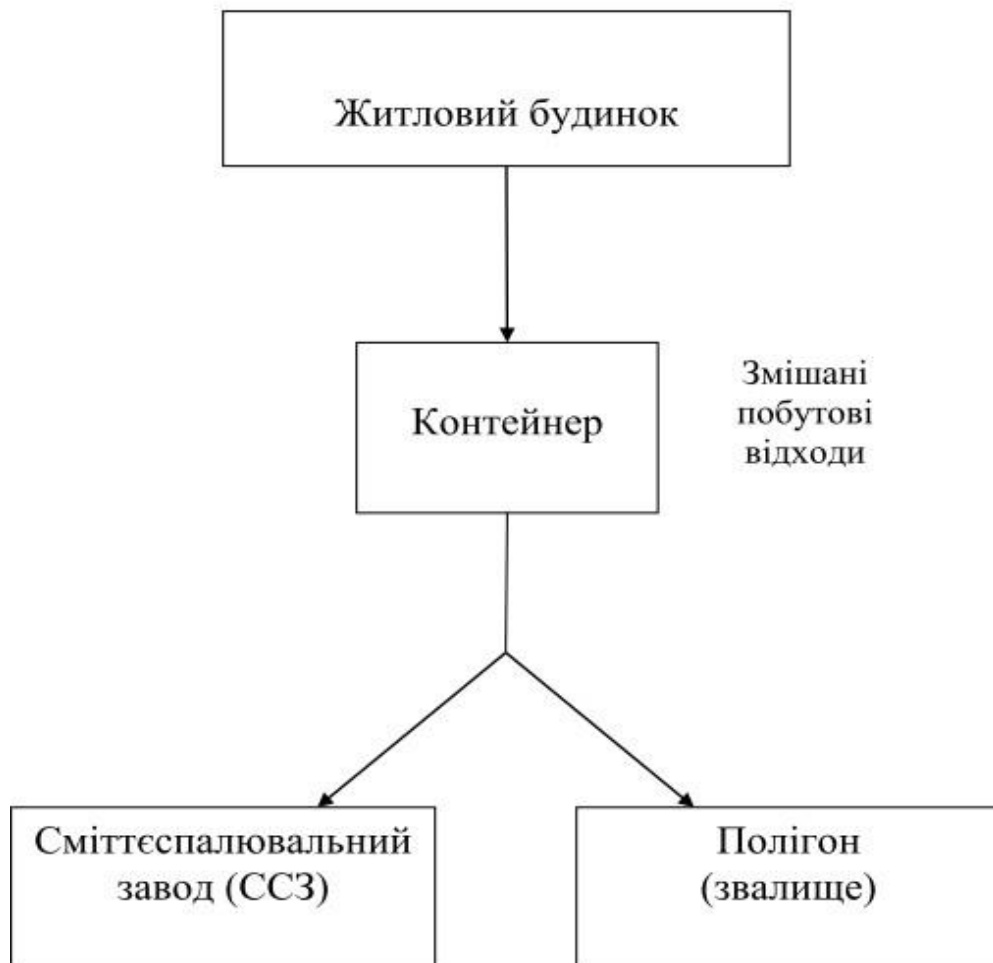 Житловий будинок
Контейнер
Змішані
побутові
відходи
Сміттєспалювальний
завод (ССЗ)
Полігон
(звалище)